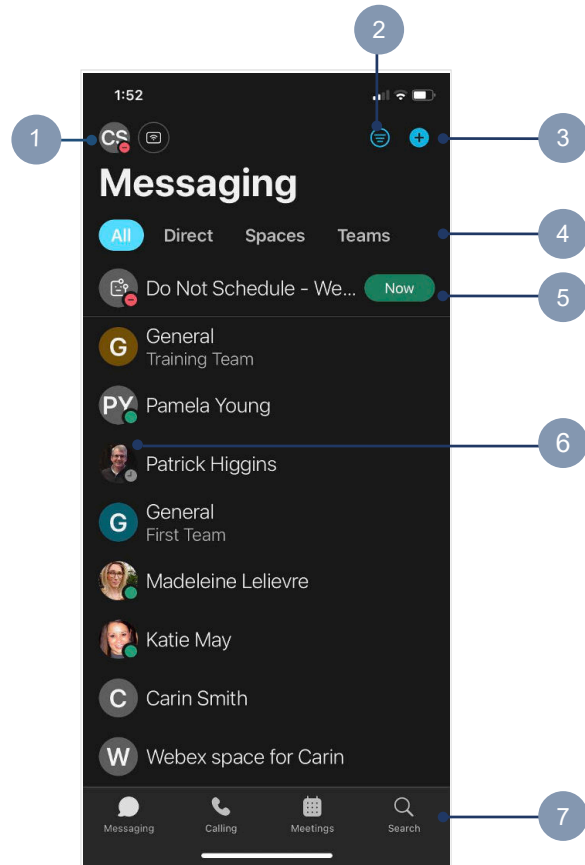 2
1:52
1
CS
3
Messaging
All Direct Spaces Teams
4
Do Not Schedule - We... Now
5
G General
Training Team
PY Pamela Young
6
Patrick Higgins
G General
First Team
Madeleine Lelievre
Katie May
C Carin Smith
W Webex space for Carin
Messaging Calling Meetings Search
7